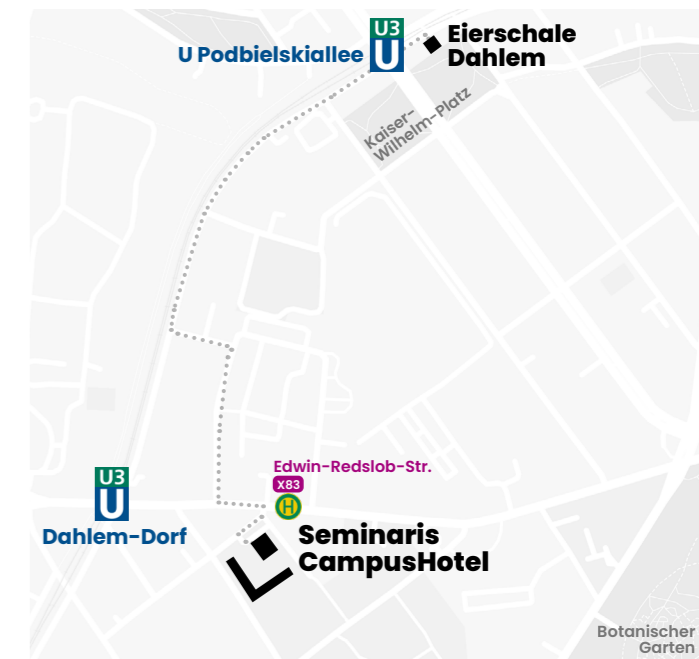 U3
U
U Podbielskiallee
Eierschale
Dahlem
Kaiser-
Wilhelm-Platz
Edwin-Redslob-Str.
X83
H
U3
U
Dahlem-Dorf
Seminaris
CampusHotel
Botanischer
Garten